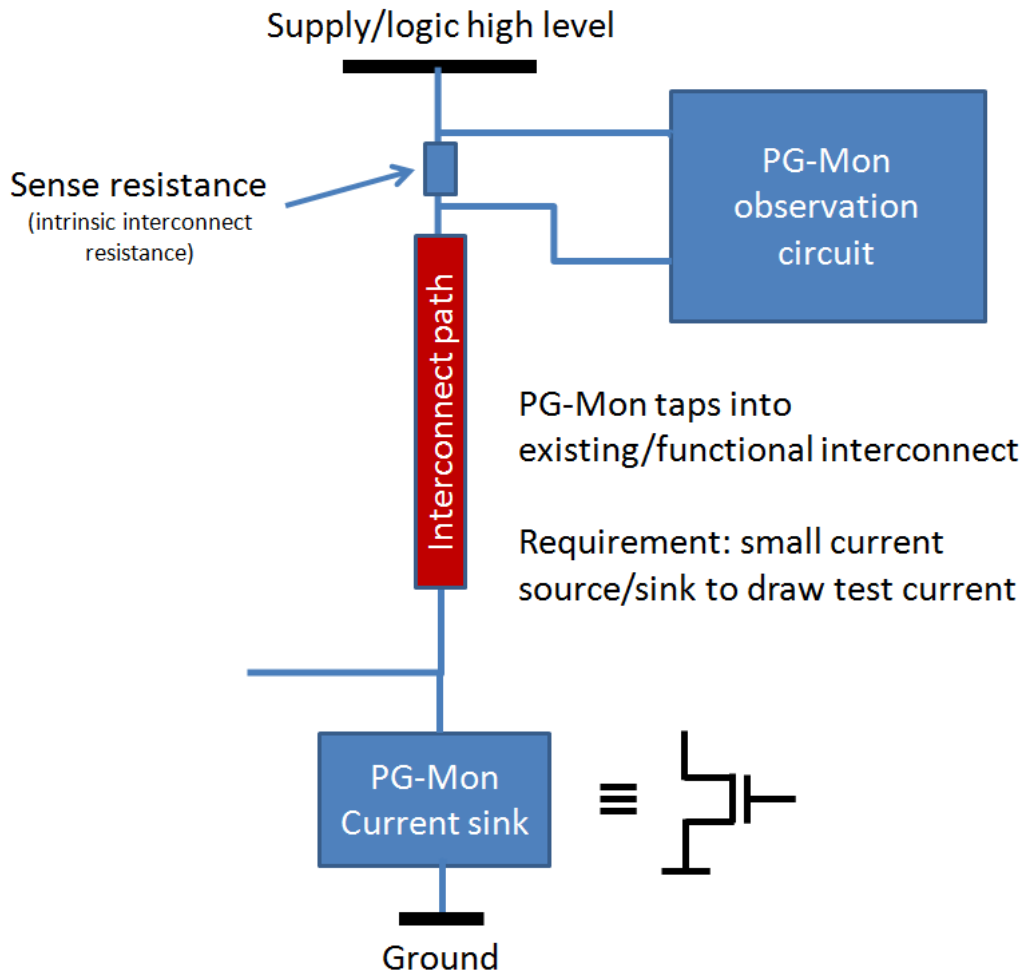 Supply/logic high level
PG-Mon
observation
circuit
Sense resistance
(intrinsic interconnect
resistance)
Interconnect path
PG-Mon taps into
existing/functional interconnect
Requirement: small current
source/sink to draw test current
PG-Mon
Current sink
Ground